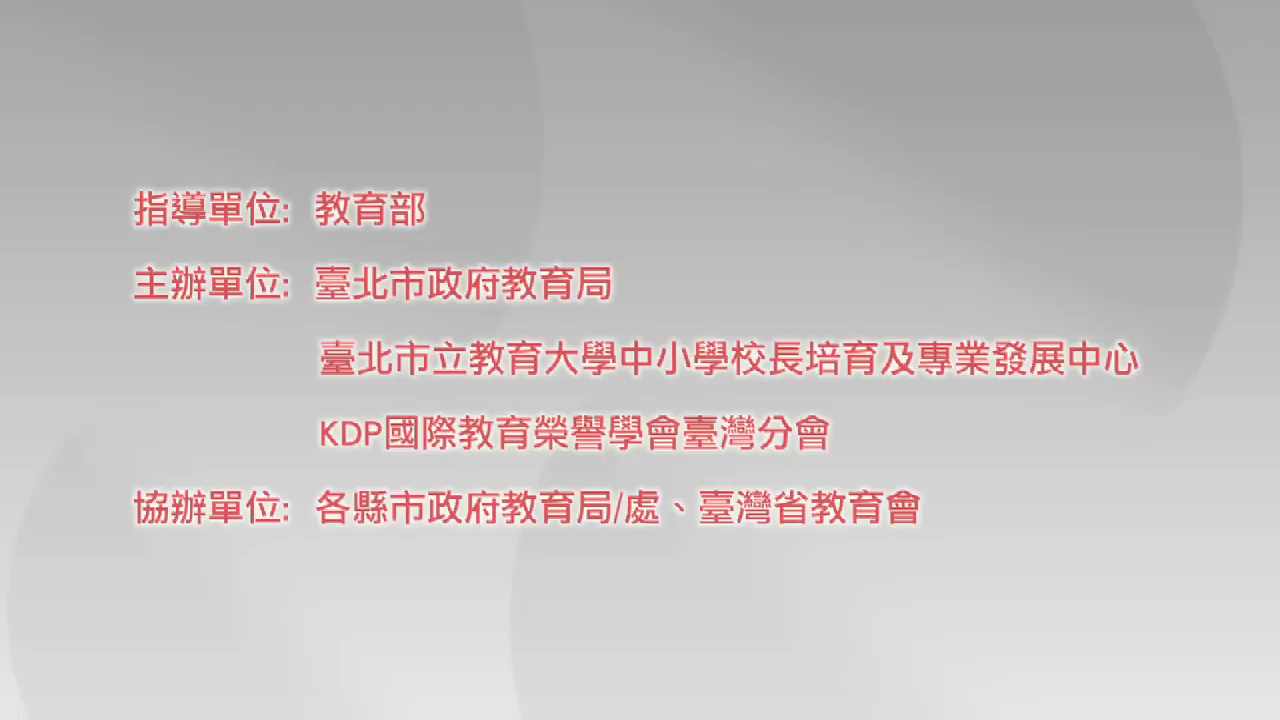 指導單位: 教育部
主辦單位: 臺北市政府教育局
臺北市立教育大學中小學校長培育及專業發展中心
KDP國際教育榮譽學會臺灣分會
協辦單位: 各縣市政府教育局/處、臺灣省教育會